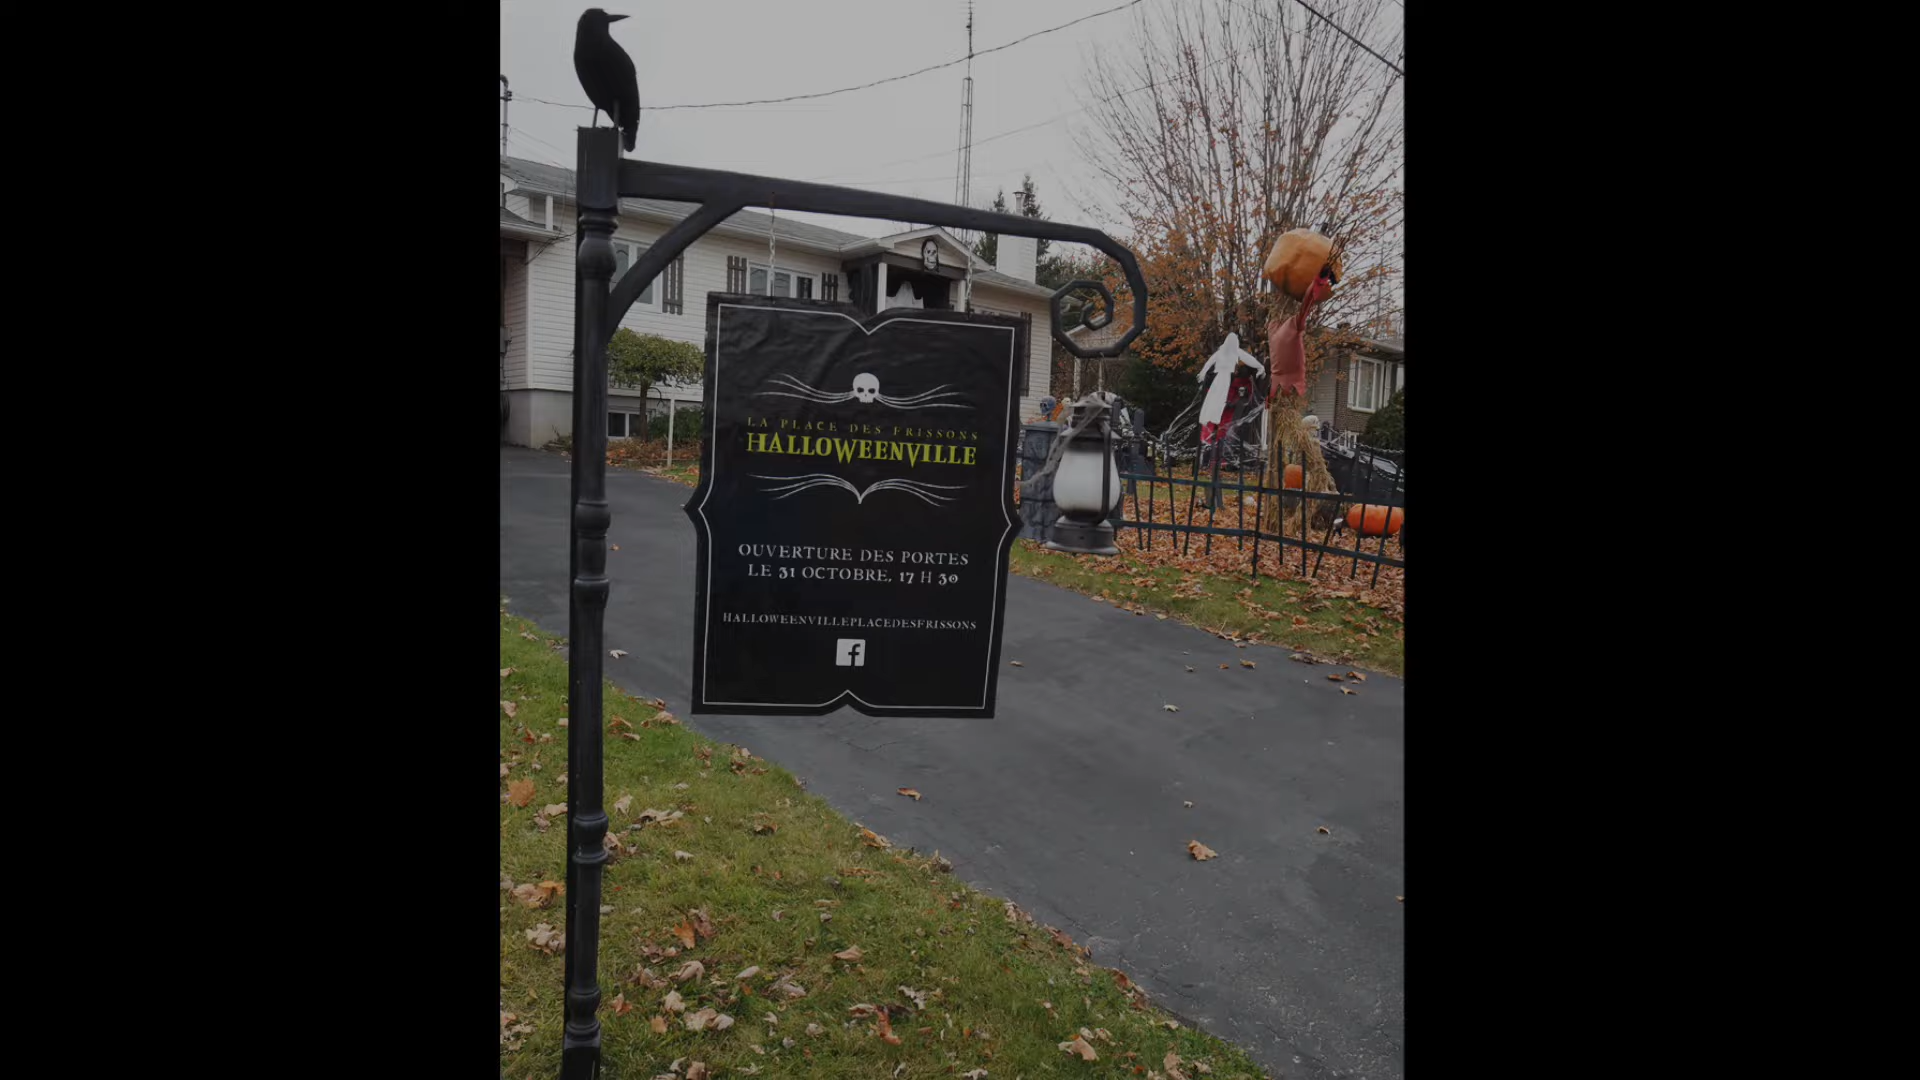 LA PLACE DES FRISSONS
HALLOWEENVILLE
OUVERTURE DES PORTES
LE 31 OCTOBRE, 17 H 30
HALLOWEENVILLEPLACEDESFRISSONS
f